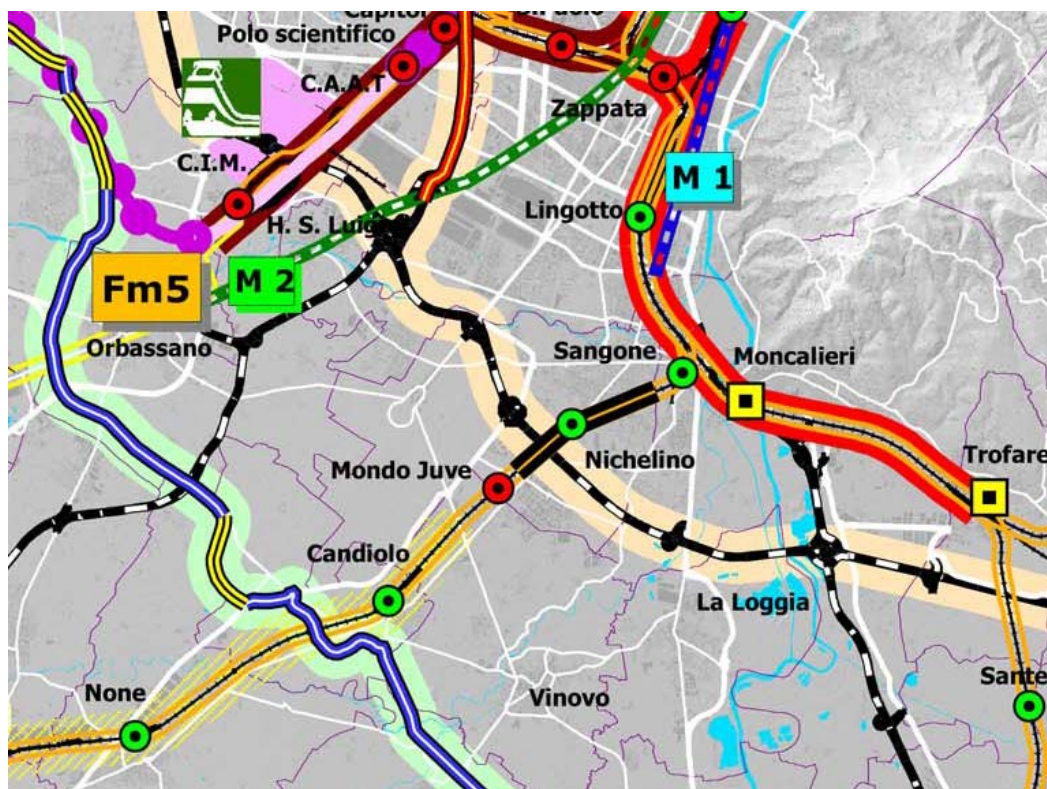 Polo scientifico
C.A.A.T
Zappata
C.I.M.
M 1
Lingotto
H. S. Luigi
M 2
Fm5
Orbassano
Sangone
Moncalieri
Trofare
Nichelino
Mondo Juve
Candiolo
La Loggia
Sante
None
Vinovo